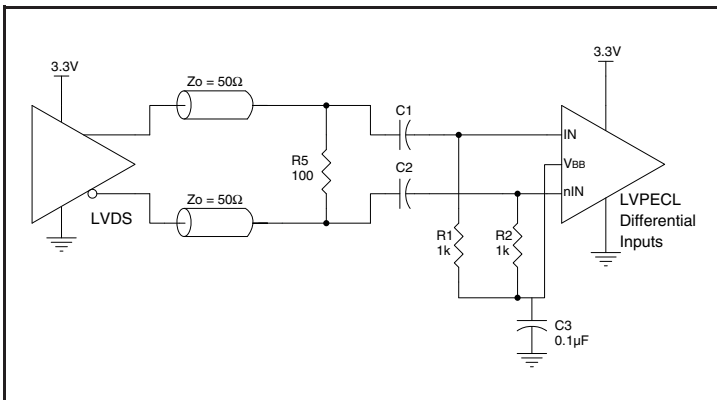 3.3V
3.3V
Zo = 50Ω
C1
IN
R5
100
VBB
C2
nIN
Zo = 50Ω
LVDS
LVPECL
Differential
Inputs
R1
1k
R2
1k
C3
0.1µF